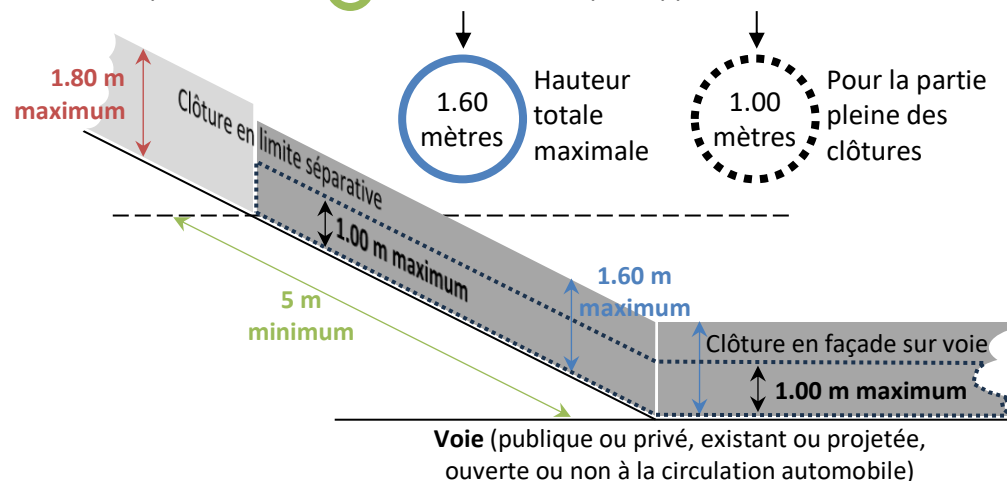 1.80 m
maximum
Clôture en limite séparative
1.60
mètres
Hauteur
totale
maximale
1.00
mètres
Pour la partie
pleine des
clôtures
1.00 m maximum
5 m
minimum
1.60 m
maximum
Clôture en façade sur voie
1.00 m maximum
Voie (publique ou privé, existant ou projetée,
ouverte ou non à la circulation automobile)